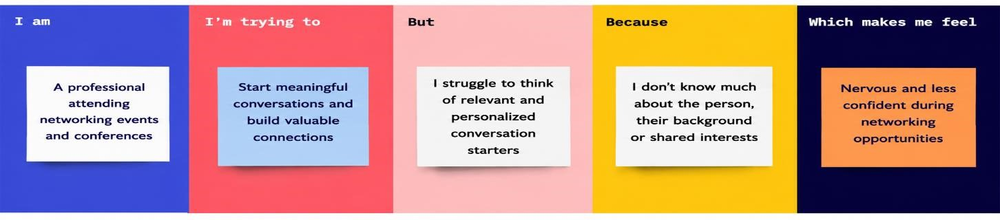 I am
A professional
attending
networking events
and conferences
I'm trying to
Start meaningful
conversations and
build valuable
connections
But
I struggle to think
of relevant and
personalized
conversation
starters
Because
I don't know much
about the person,
their background
or shared interests
Which makes me feel
Nervous and less
confident during
networking
opportunities